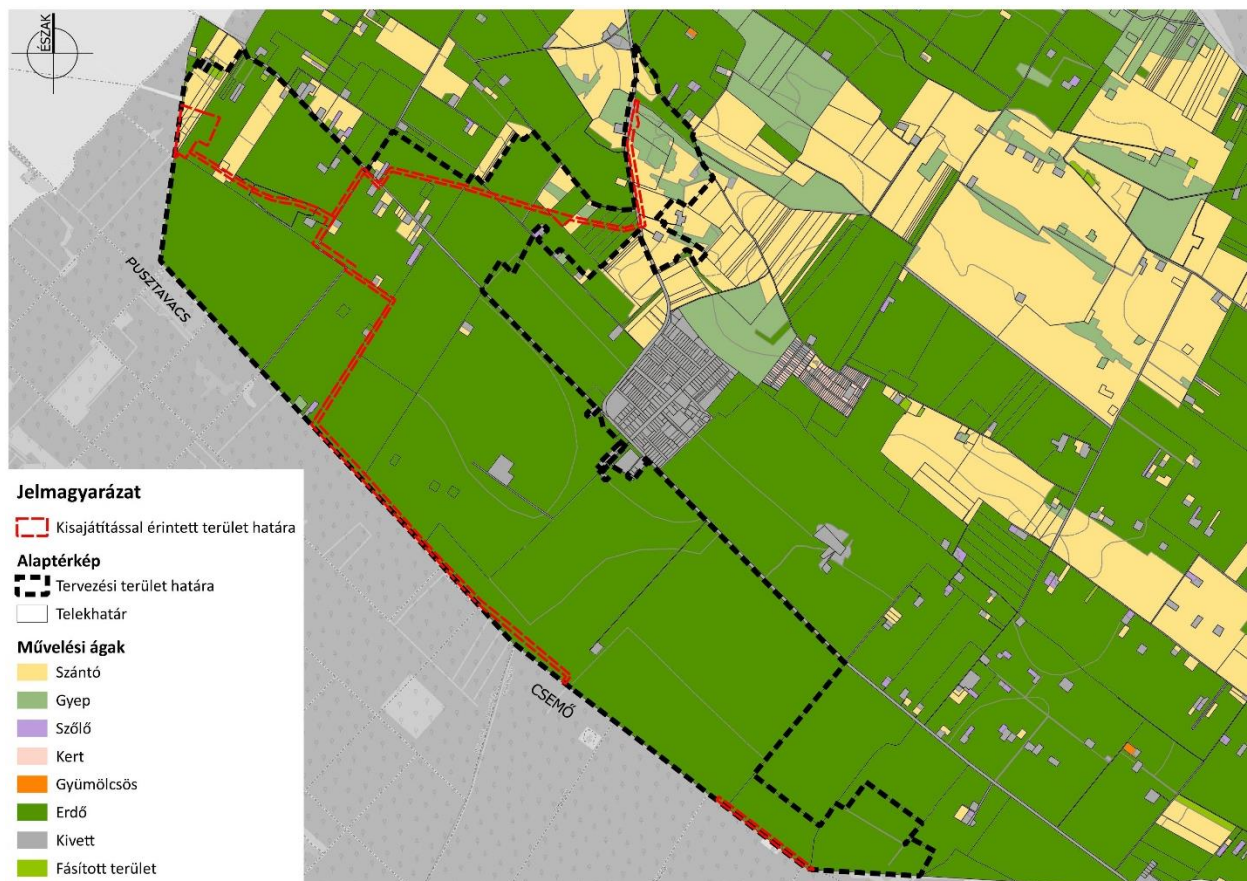 ÉSZAK
PUSZTAVACS
CSEMŐ
Jelmagyarázat
Kisajátítással érintett terület határa
Alaptérkép
Tervezési terület határa
Telekhatár
Művelési ágak
Szántó
Gyep
Szőlő
Kert
Gyümölcsös
Erdő
Kivett
Fásított terület